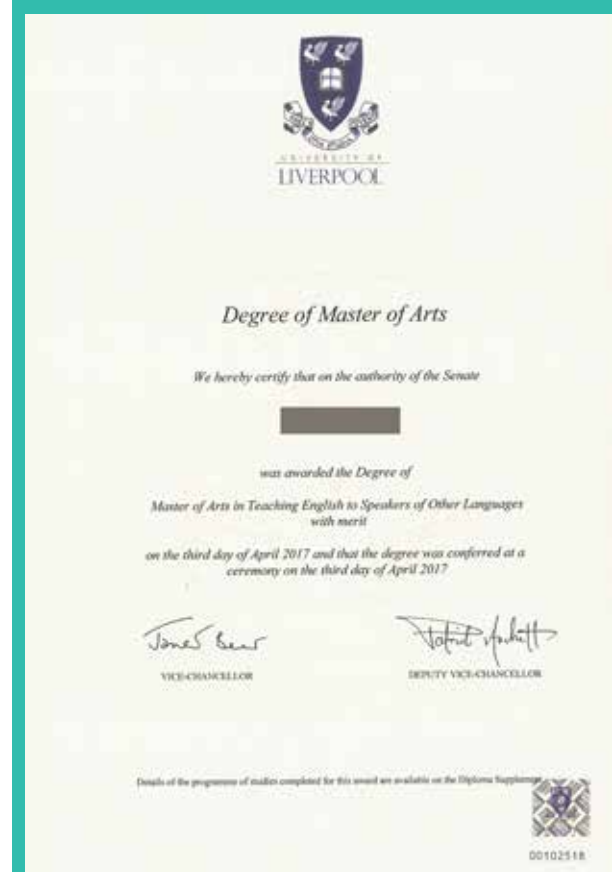 UNIVERSITY OF
LIVERPOOL
Degree of Master of Arts
We hereby certify that on the authority of the Senate
was awarded the Degree of
Master of Arts in Teaching English to Speakers of Other Languages
with merit
on the third day of April 2017 and that the degree was conferred at a
ceremony on the third day of April 2017
VICE-CHANCELLOR
DEPUTY VICE-CHANCELLOR
Details of the programme of studies completed for this award are available on the Diploma Supplement
00102518